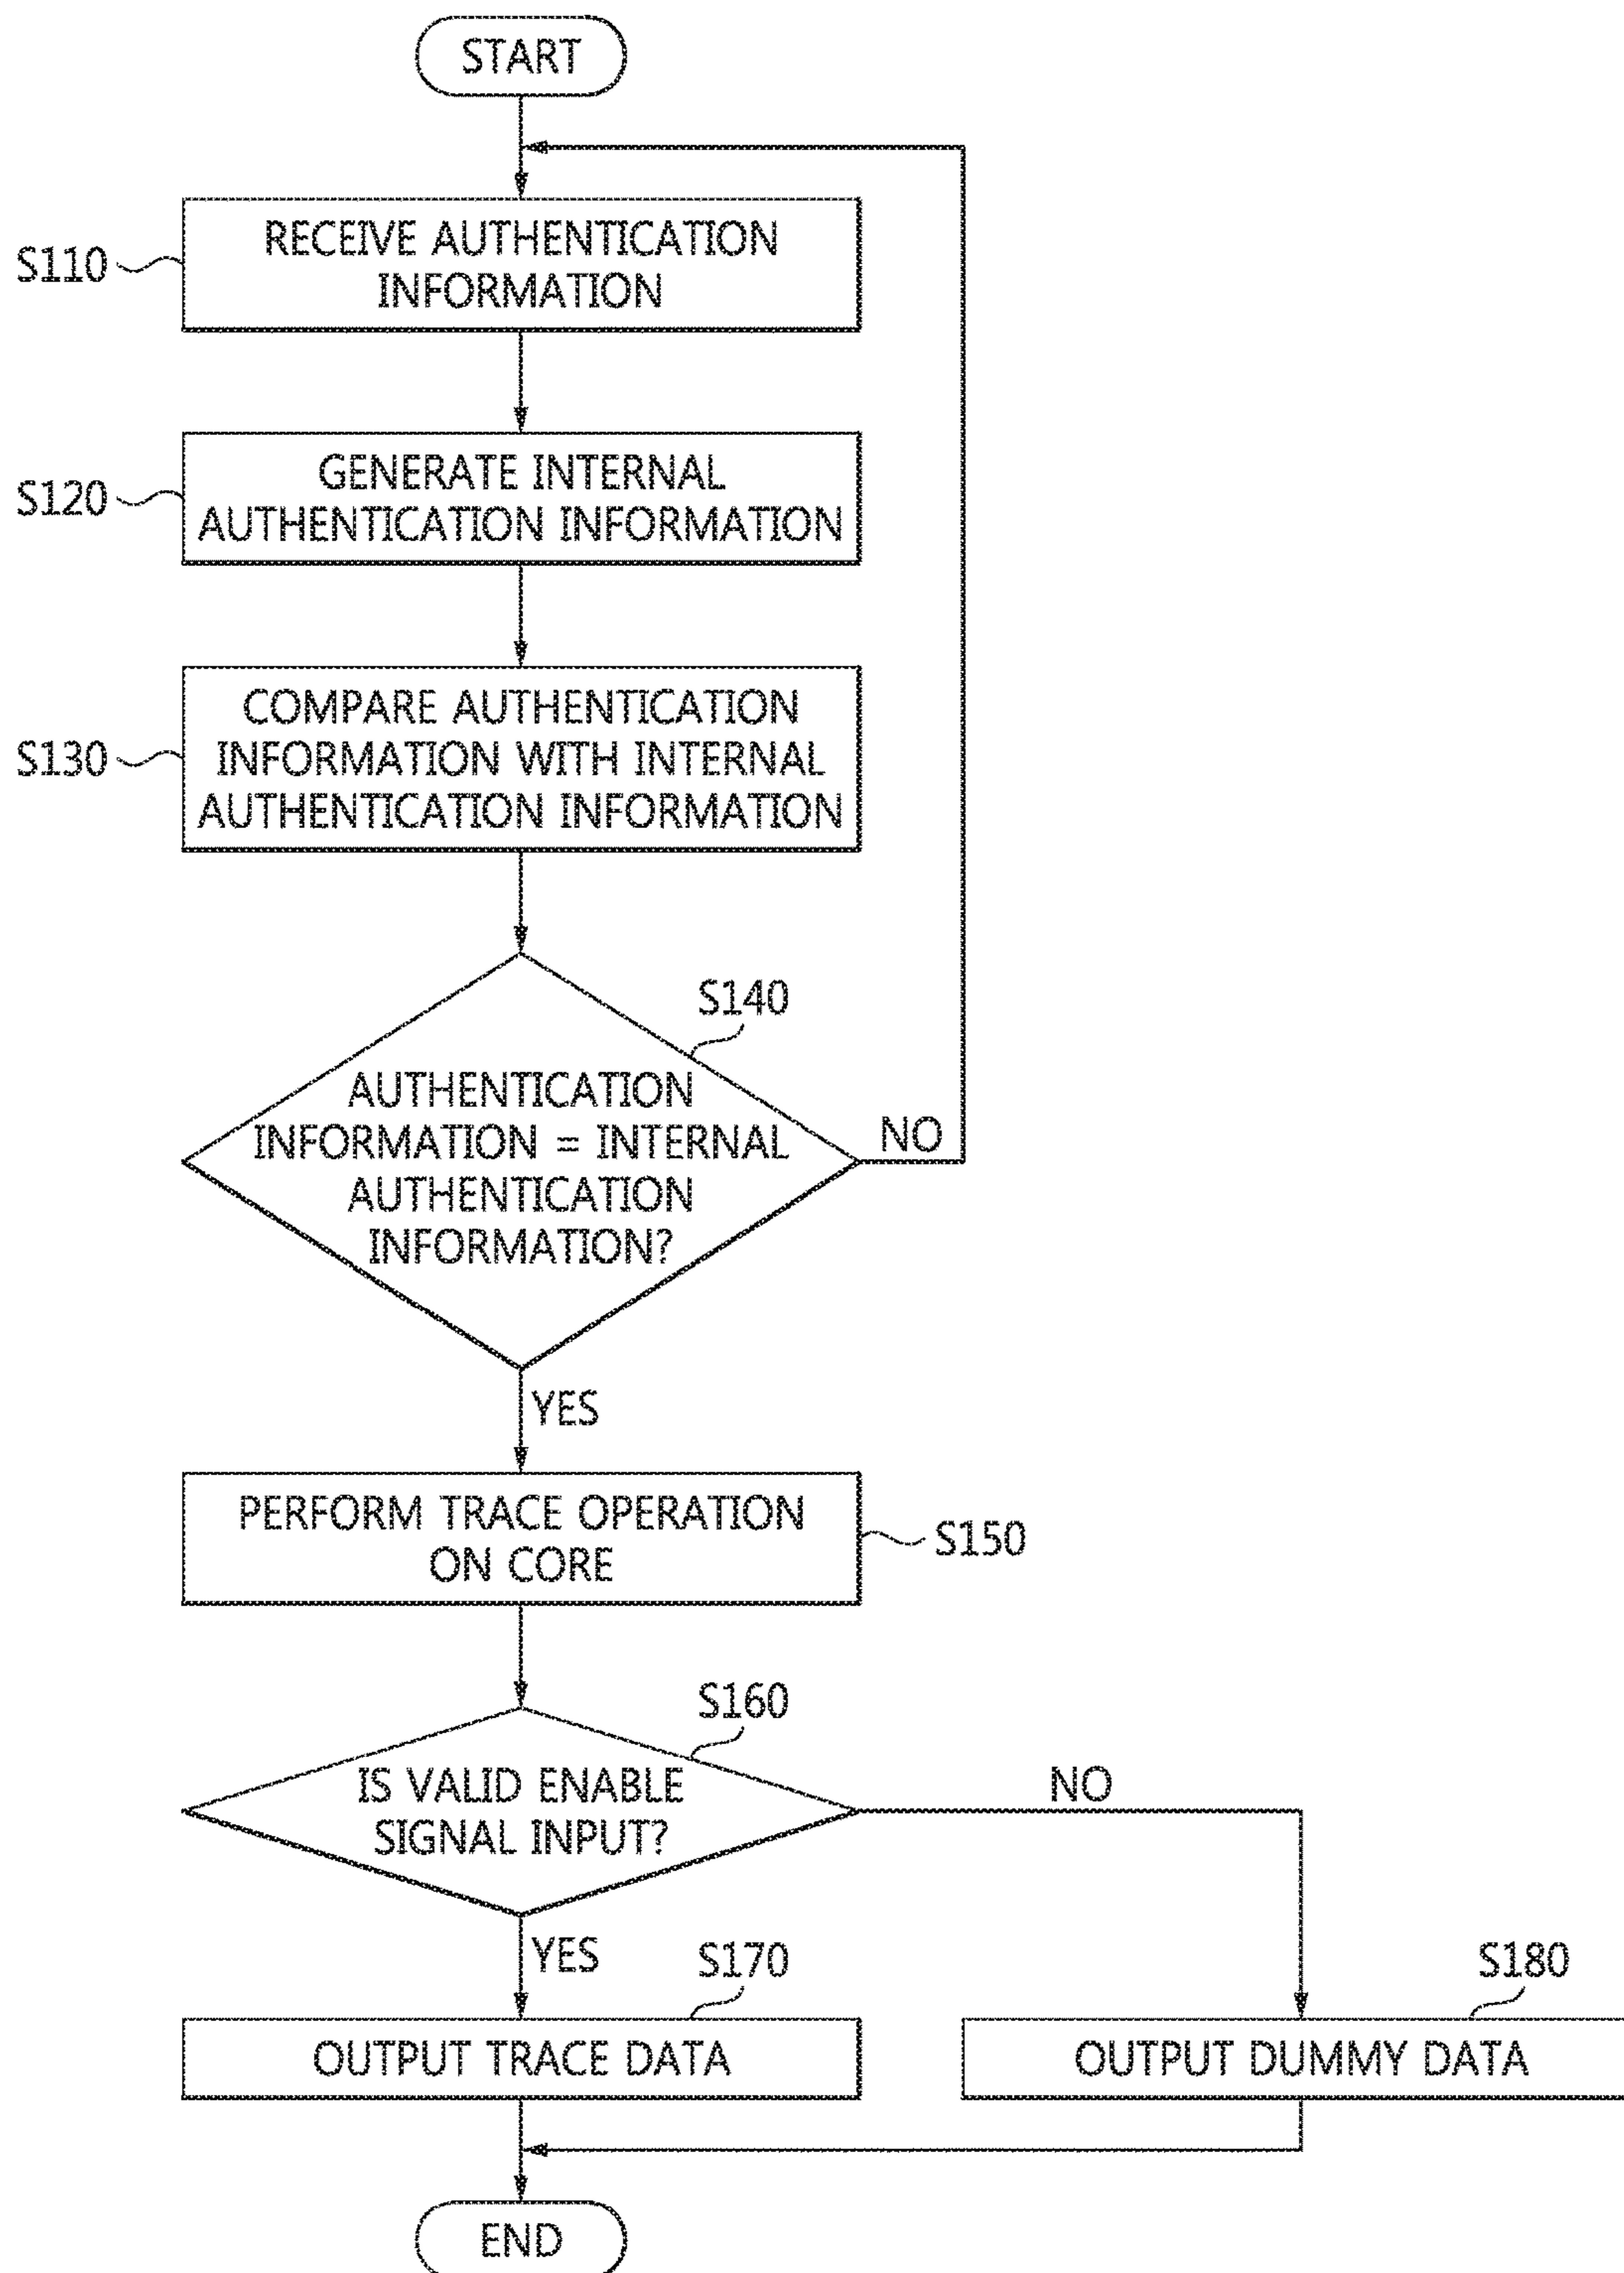 START
S110
RECEIVE AUTHENTICATION
INFORMATION
S120
GENERATE INTERNAL
AUTHENTICATION INFORMATION
S130
COMPARE AUTHENTICATION
INFORMATION WITH INTERNAL
AUTHENTICATION INFORMATION
S140
AUTHENTICATION
INFORMATION = INTERNAL
AUTHENTICATION
INFORMATION?
NO
YES
PERFORM TRACE OPERATION
ON CORE
S150
S160
IS VALID ENABLE
SIGNAL INPUT?
NO
YES
S170
OUTPUT TRACE DATA
S180
OUTPUT DUMMY DATA
END